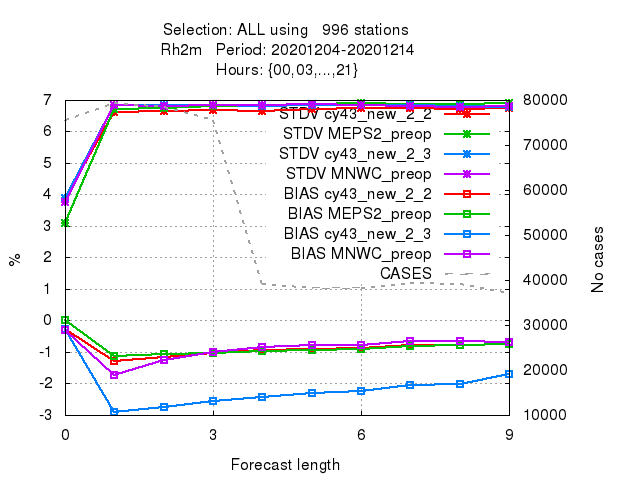 Selection: ALL using   996 stations
Rh2m   Period: 20201204-20201214
Hours: {00,03,...,21}
7
6
5
4
3
2
1
0
-1
-2
-3
%
80000
70000
60000
50000
40000
30000
20000
10000
No cases
STDV cy43_new_2_2
STDV MEPS2_preop
STDV cy43_new_2_3
STDV MNWC_preop
BIAS cy43_new_2_2
BIAS MEPS2_preop
BIAS cy43_new_2_3
BIAS MNWC_preop
CASES
0 3 6 9
Forecast length